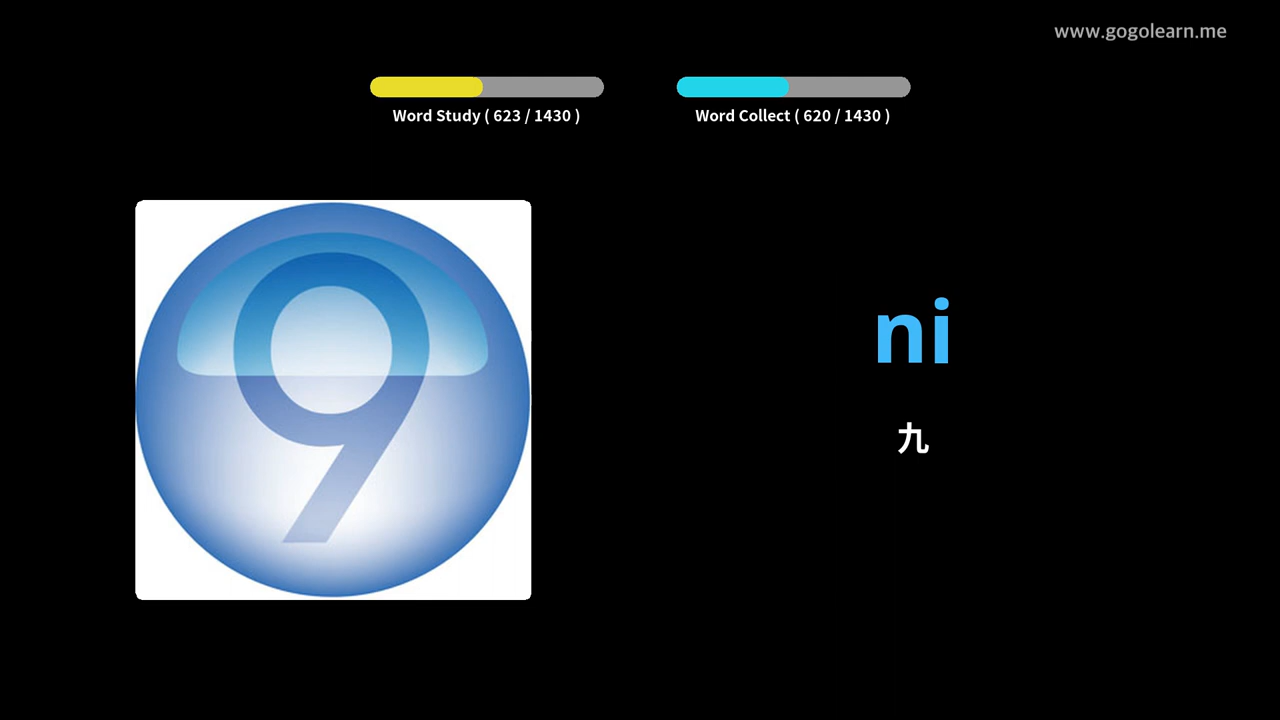 www.gogolearn.me
Word Study ( 623 / 1430 )
Word Collect ( 620 / 1430 )
9
ni
九